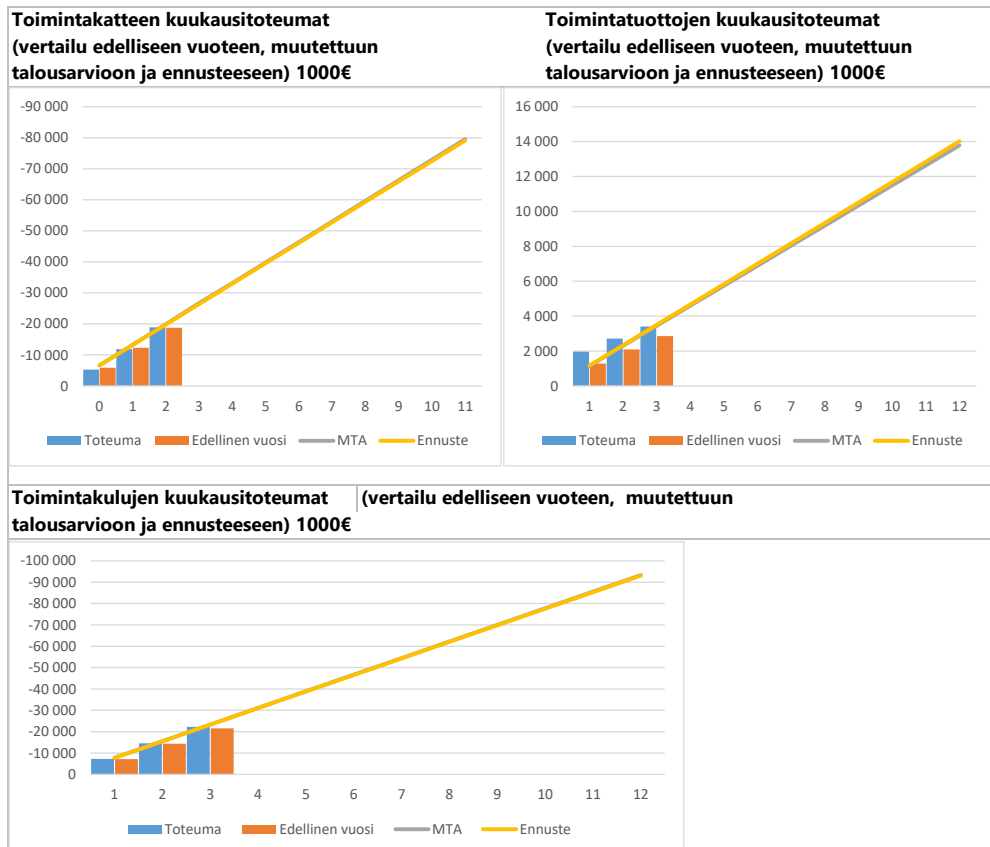 Toimintakatteen kuukausitoteumat
(vertailu edelliseen vuoteen, muutettuun
talousarvioon ja ennusteeseen) 1000€
-90 000
-80 000
-70 000
-60 000
-50 000
-40 000
-30 000
-20 000
-10 000
0
0 1 2 3 4 5 6 7 8 9 10 11
Toteuma Edellinen vuosi MTA Ennuste
Toimintatuottojen kuukausitoteumat
(vertailu edelliseen vuoteen, muutettuun
talousarvioon ja ennusteeseen) 1000€
16 000
14 000
12 000
10 000
8 000
6 000
4 000
2 000
0
1 2 3 4 5 6 7 8 9 10 11 12
Toteuma Edellinen vuosi MTA Ennuste
Toimintakulujen kuukausitoteumat (vertailu edelliseen vuoteen, muutettuun
talousarvioon ja ennusteeseen) 1000€
-100 000
-90 000
-80 000
-70 000
-60 000
-50 000
-40 000
-30 000
-20 000
-10 000
0
1 2 3 4 5 6 7 8 9 10 11 12
Toteuma Edellinen vuosi MTA Ennuste